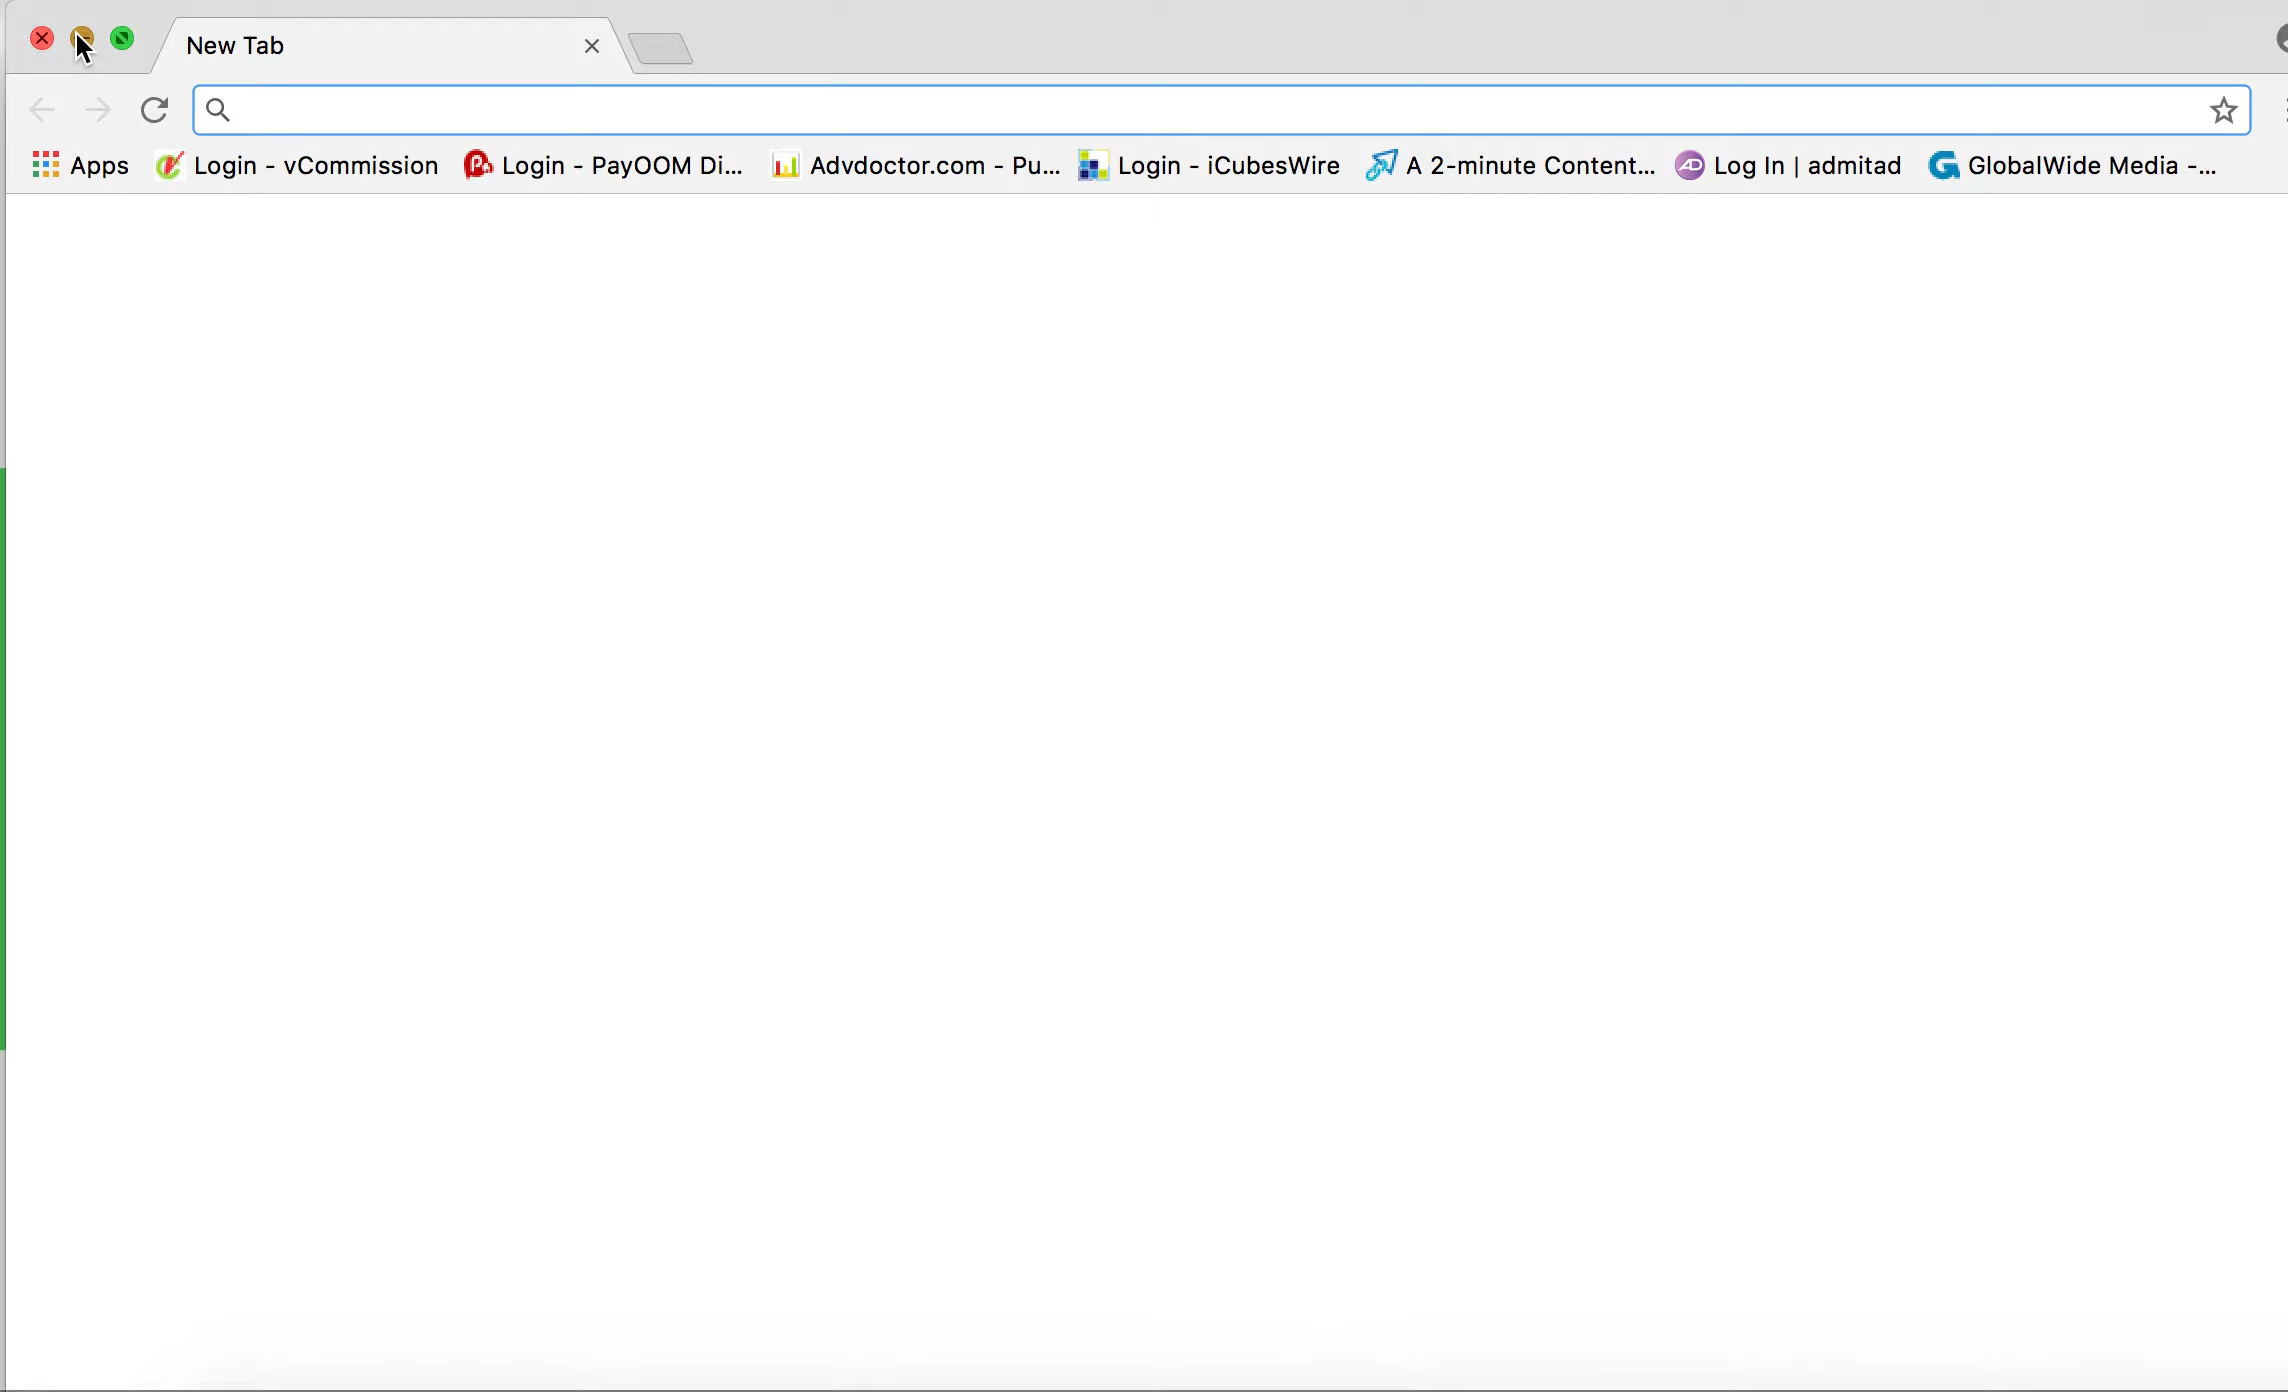 New Tab
Apps Login - vCommission Login - PayOOM Di... Advdoctor.com - Pu... Login - iCubesWire A 2-minute Content... Log In | admitad GlobalWide Media -...